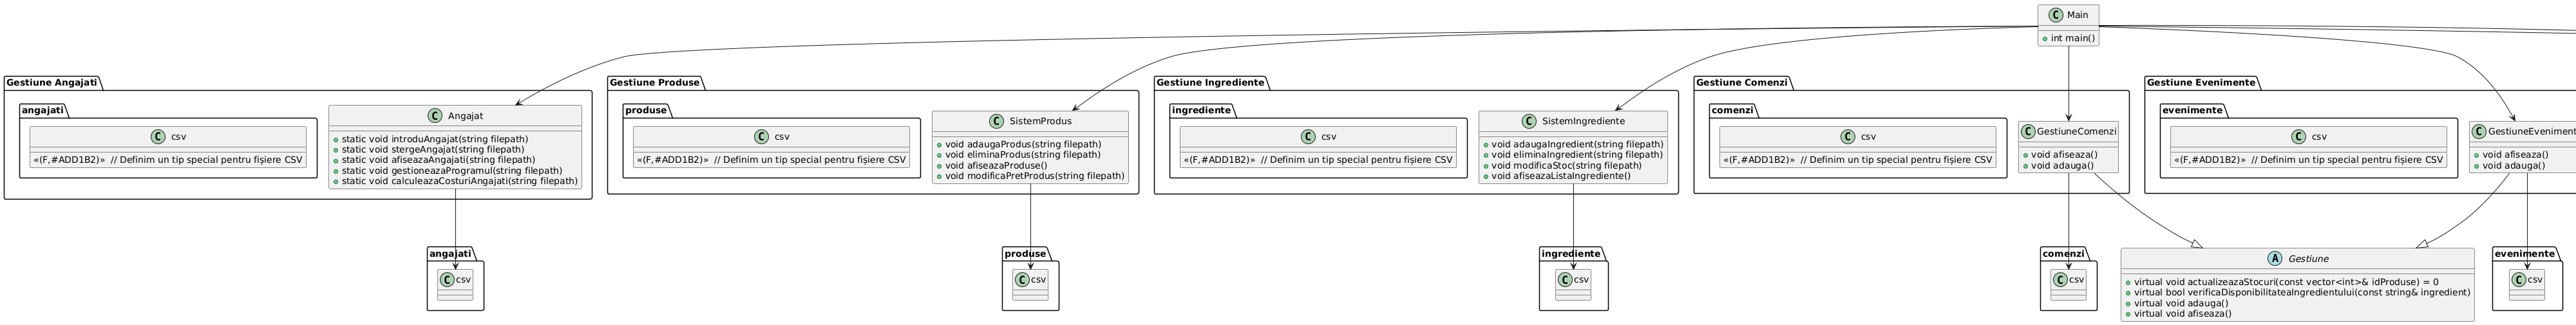 C Main
int main()
Gestiune Angajati
angajati
C csv
«(F,#ADD1B2)» // Definim un tip special pentru fișiere CSV
C Angajat
static void introduAngajat(string filepath)
static void stergeAngajat(string filepath)
static void afiseazaAngajati(string filepath)
static void gestioneazaProgramul(string filepath)
static void calculeazaCosturiAngajati(string filepath)
Gestiune Produse
produse
C csv
«(F,#ADD1B2)» // Definim un tip special pentru fișiere CSV
C SistemProdus
void adaugaProdus(string filepath)
void eliminaProdus(string filepath)
void afiseazaProduse()
void modificaPretProdus(string filepath)
Gestiune Ingrediente
ingrediente
C csv
«(F,#ADD1B2)» // Definim un tip special pentru fișiere CSV
C SistemIngrediente
void adaugaIngredient(string filepath)
void eliminaIngredient(string filepath)
void modificaStoc(string filepath)
void afiseazaListaIngrediente()
Gestiune Comenzi
comenzi
C csv
«(F,#ADD1B2)» // Definim un tip special pentru fișiere CSV
C GestiuneComenzi
void afiseaza()
void adauga()
Gestiune Evenimente
evenimente
C csv
«(F,#ADD1B2)» // Definim un tip special pentru fișiere CSV
C GestiuneEveniment
void afiseaza()
void adauga()
angajati
C csv
produse
C csv
ingrediente
C csv
comenzi
C csv
A Gestiune
virtual void actualizeazaStocuri(const vector<int>& idProduse) = 0
virtual bool verificaDisponibilitateaIngredientului(const string& ingredient)
virtual void adauga()
virtual void afiseaza()
evenimente
C csv